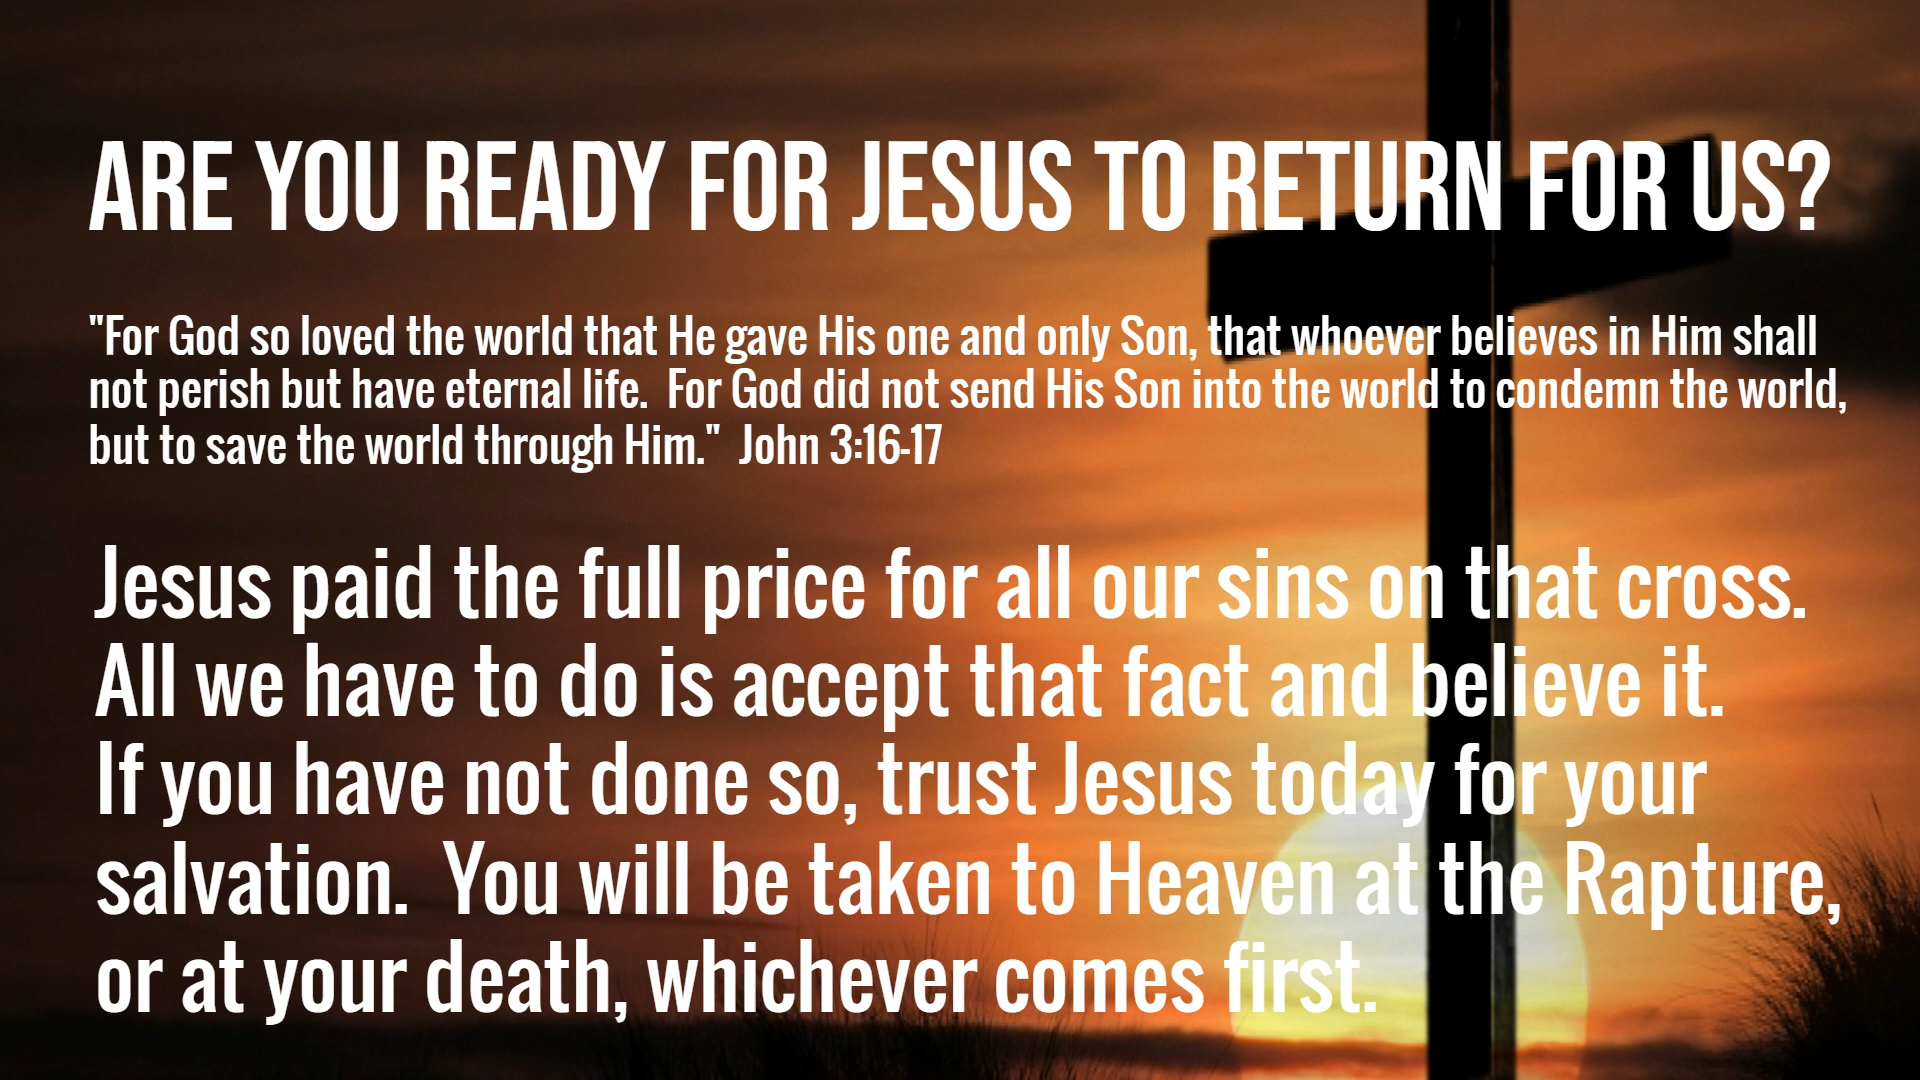 ARE YOU READY FOR JESUS TO RETURN FOR US?
"For God so loved the world that He gave His one and only Son, that whoever believes in Him shall
not perish but have eternal life.  For God did not send His Son into the world to condemn the world,
but to save the world through Him."  John 3:16-17
Jesus paid the full price for all our sins on that cross.
All we have to do is accept that fact and believe it.
If you have not done so, trust Jesus today for your
salvation.  You will be taken to Heaven at the Rapture,
or at your death, whichever comes first.